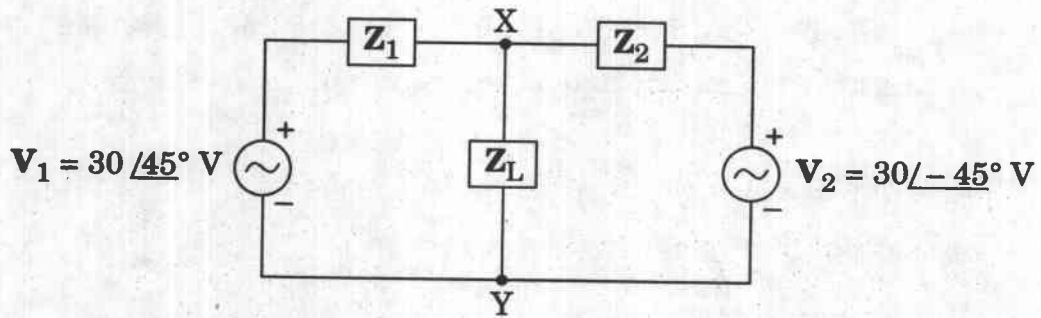 X
Z1
Z2
+
+
V1 = 30 /45° V
ZL
V2 = 30/– 45° V
–
–
Y